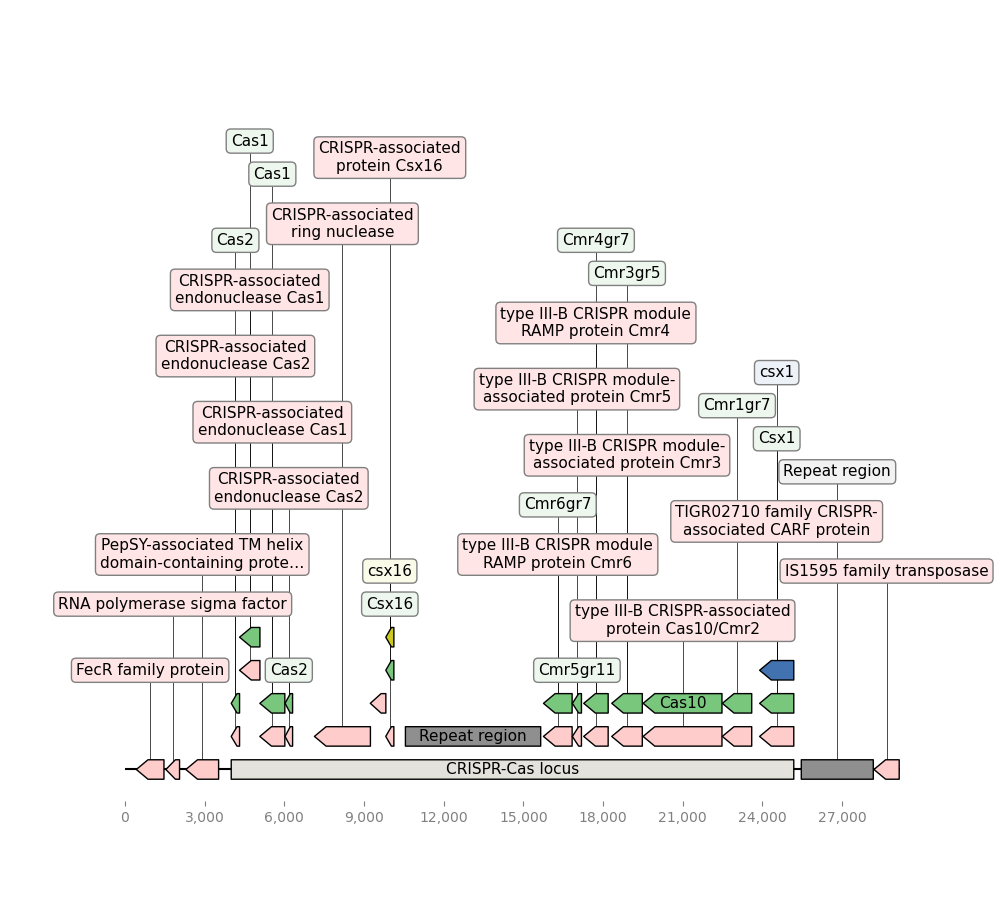 Cas1
CRISPR-associated
protein Csx16
Cas1
CRISPR-associated
ring nuclease
Cas2
Cmr4gr7
Cmr3gr5
CRISPR-associated
endonuclease Cas1
type III-B CRISPR module
RAMP protein Cmr4
CRISPR-associated
endonuclease Cas2
csx1
type III-B CRISPR module-
associated protein Cmr5
Cmr1gr7
CRISPR-associated
endonuclease Cas1
Csx1
type III-B CRISPR module-
associated protein Cmr3
Repeat region
CRISPR-associated
endonuclease Cas2
Cmr6gr7
TIGR02710 family CRISPR-
associated CARF protein
PepSY-associated TM helix
domain-containing prote...
type III-B CRISPR module
RAMP protein Cmr6
csx16
IS1595 family transposase
RNA polymerase sigma factor
Csx16
type III-B CRISPR-associated
protein Cas10/Cmr2
FecR family protein
Cas2
Cmr5gr11
Cas10
Repeat region
CRISPR-Cas locus
0
3,000
6,000
9,000
12,000
15,000
18,000
21,000
24,000
27,000